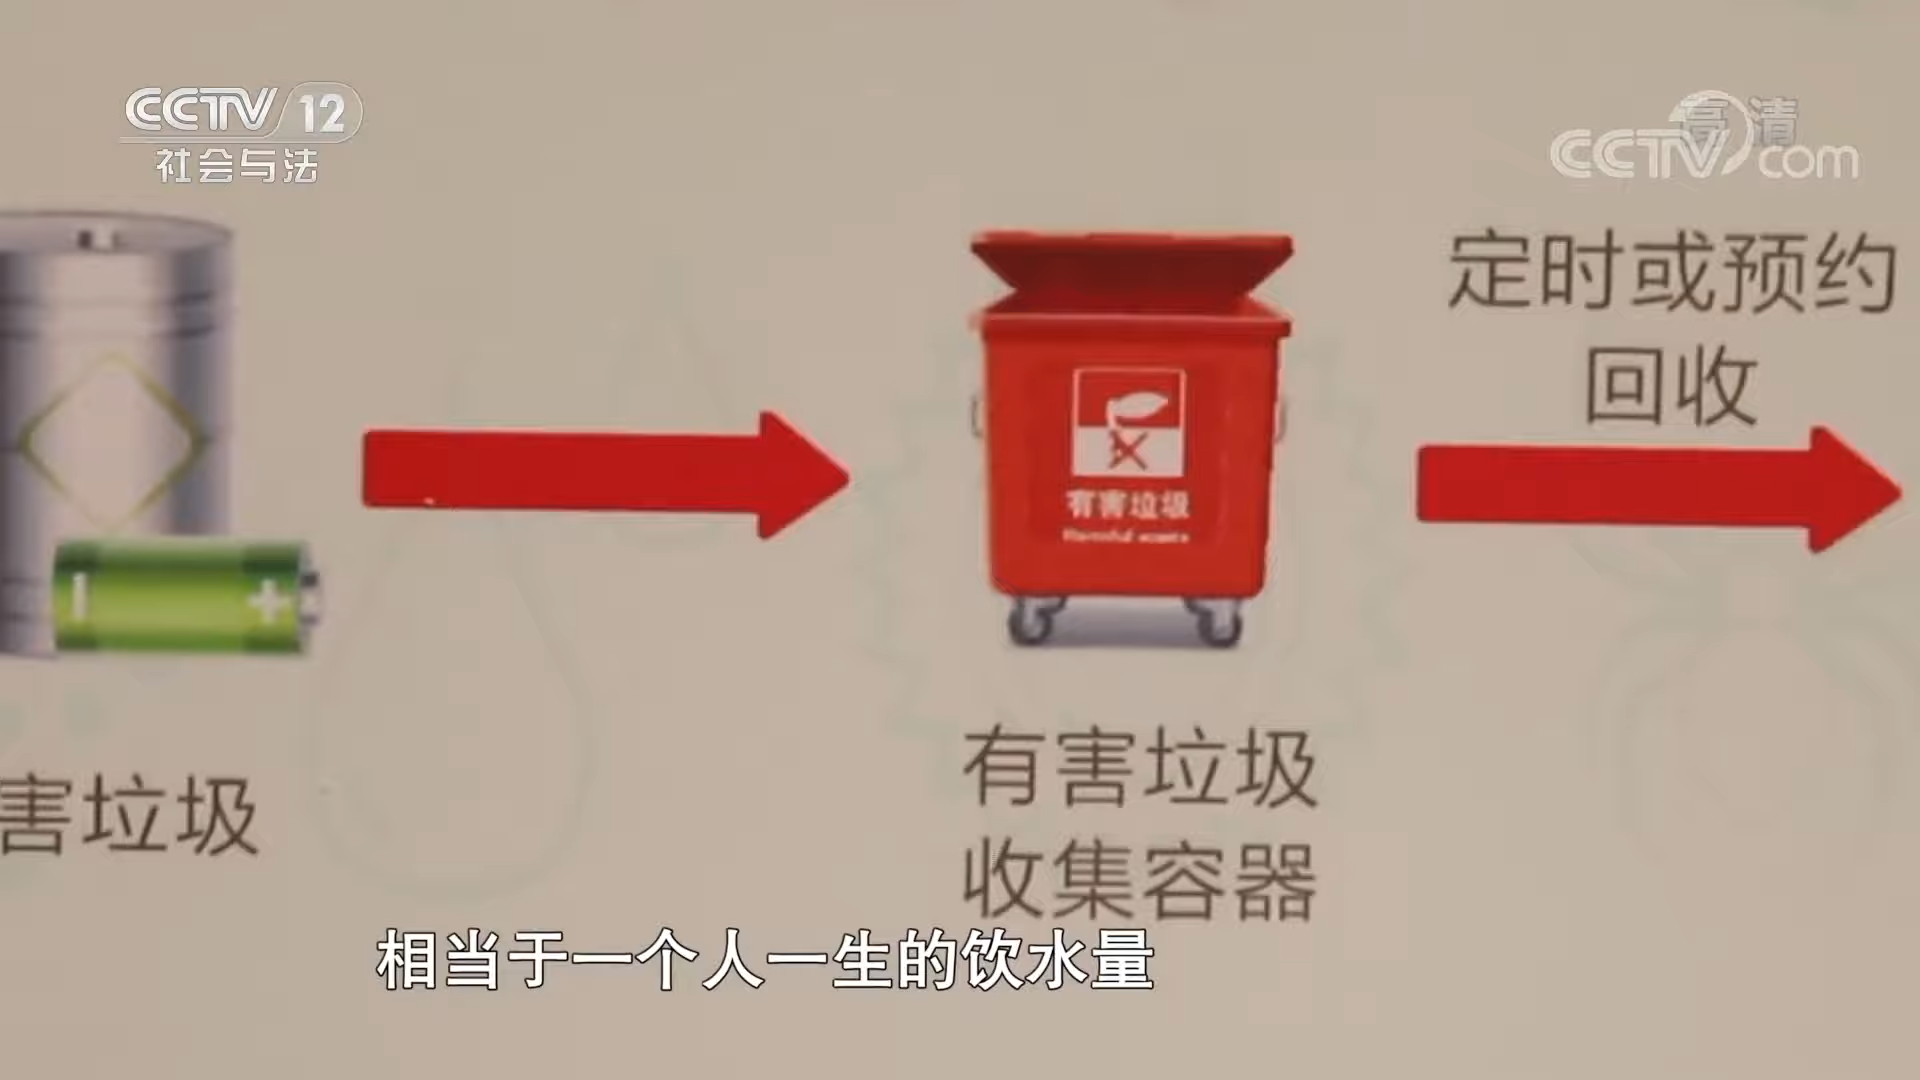 CCTV 12
社会与法
高清
CCTV com
定时或预约
回收
有害垃圾
Harmful waste
害垃圾
有害垃圾
收集容器
相当于一个人一生的饮水量